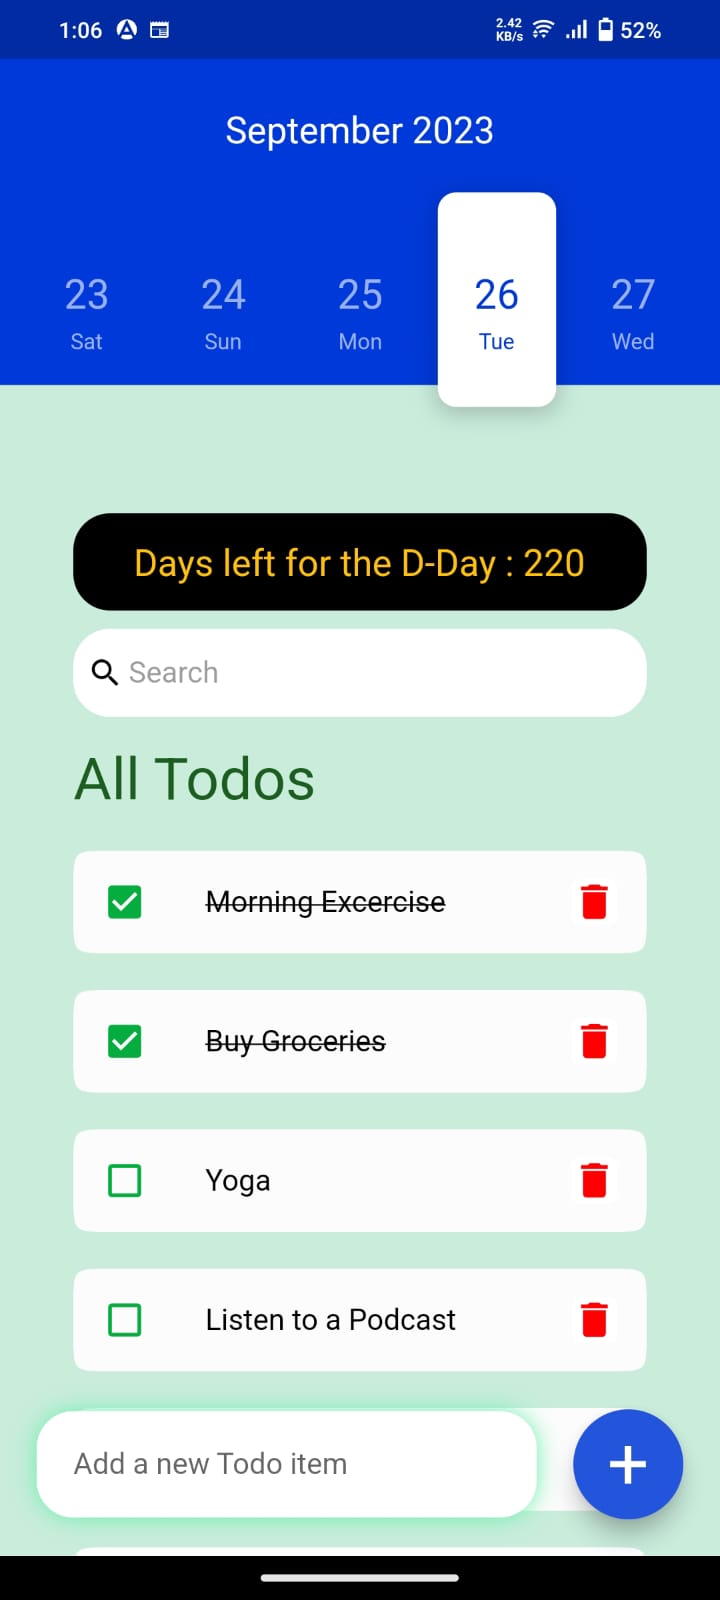 1:06 2.42 KB/s 52%
September 2023
23 24 25 26 27
Sat Sun Mon Tue Wed
Days left for the D-Day : 220
Search
All Todos
Morning Excercise
Buy Groceries
Yoga
Listen to a Podcast
Add a new Todo item